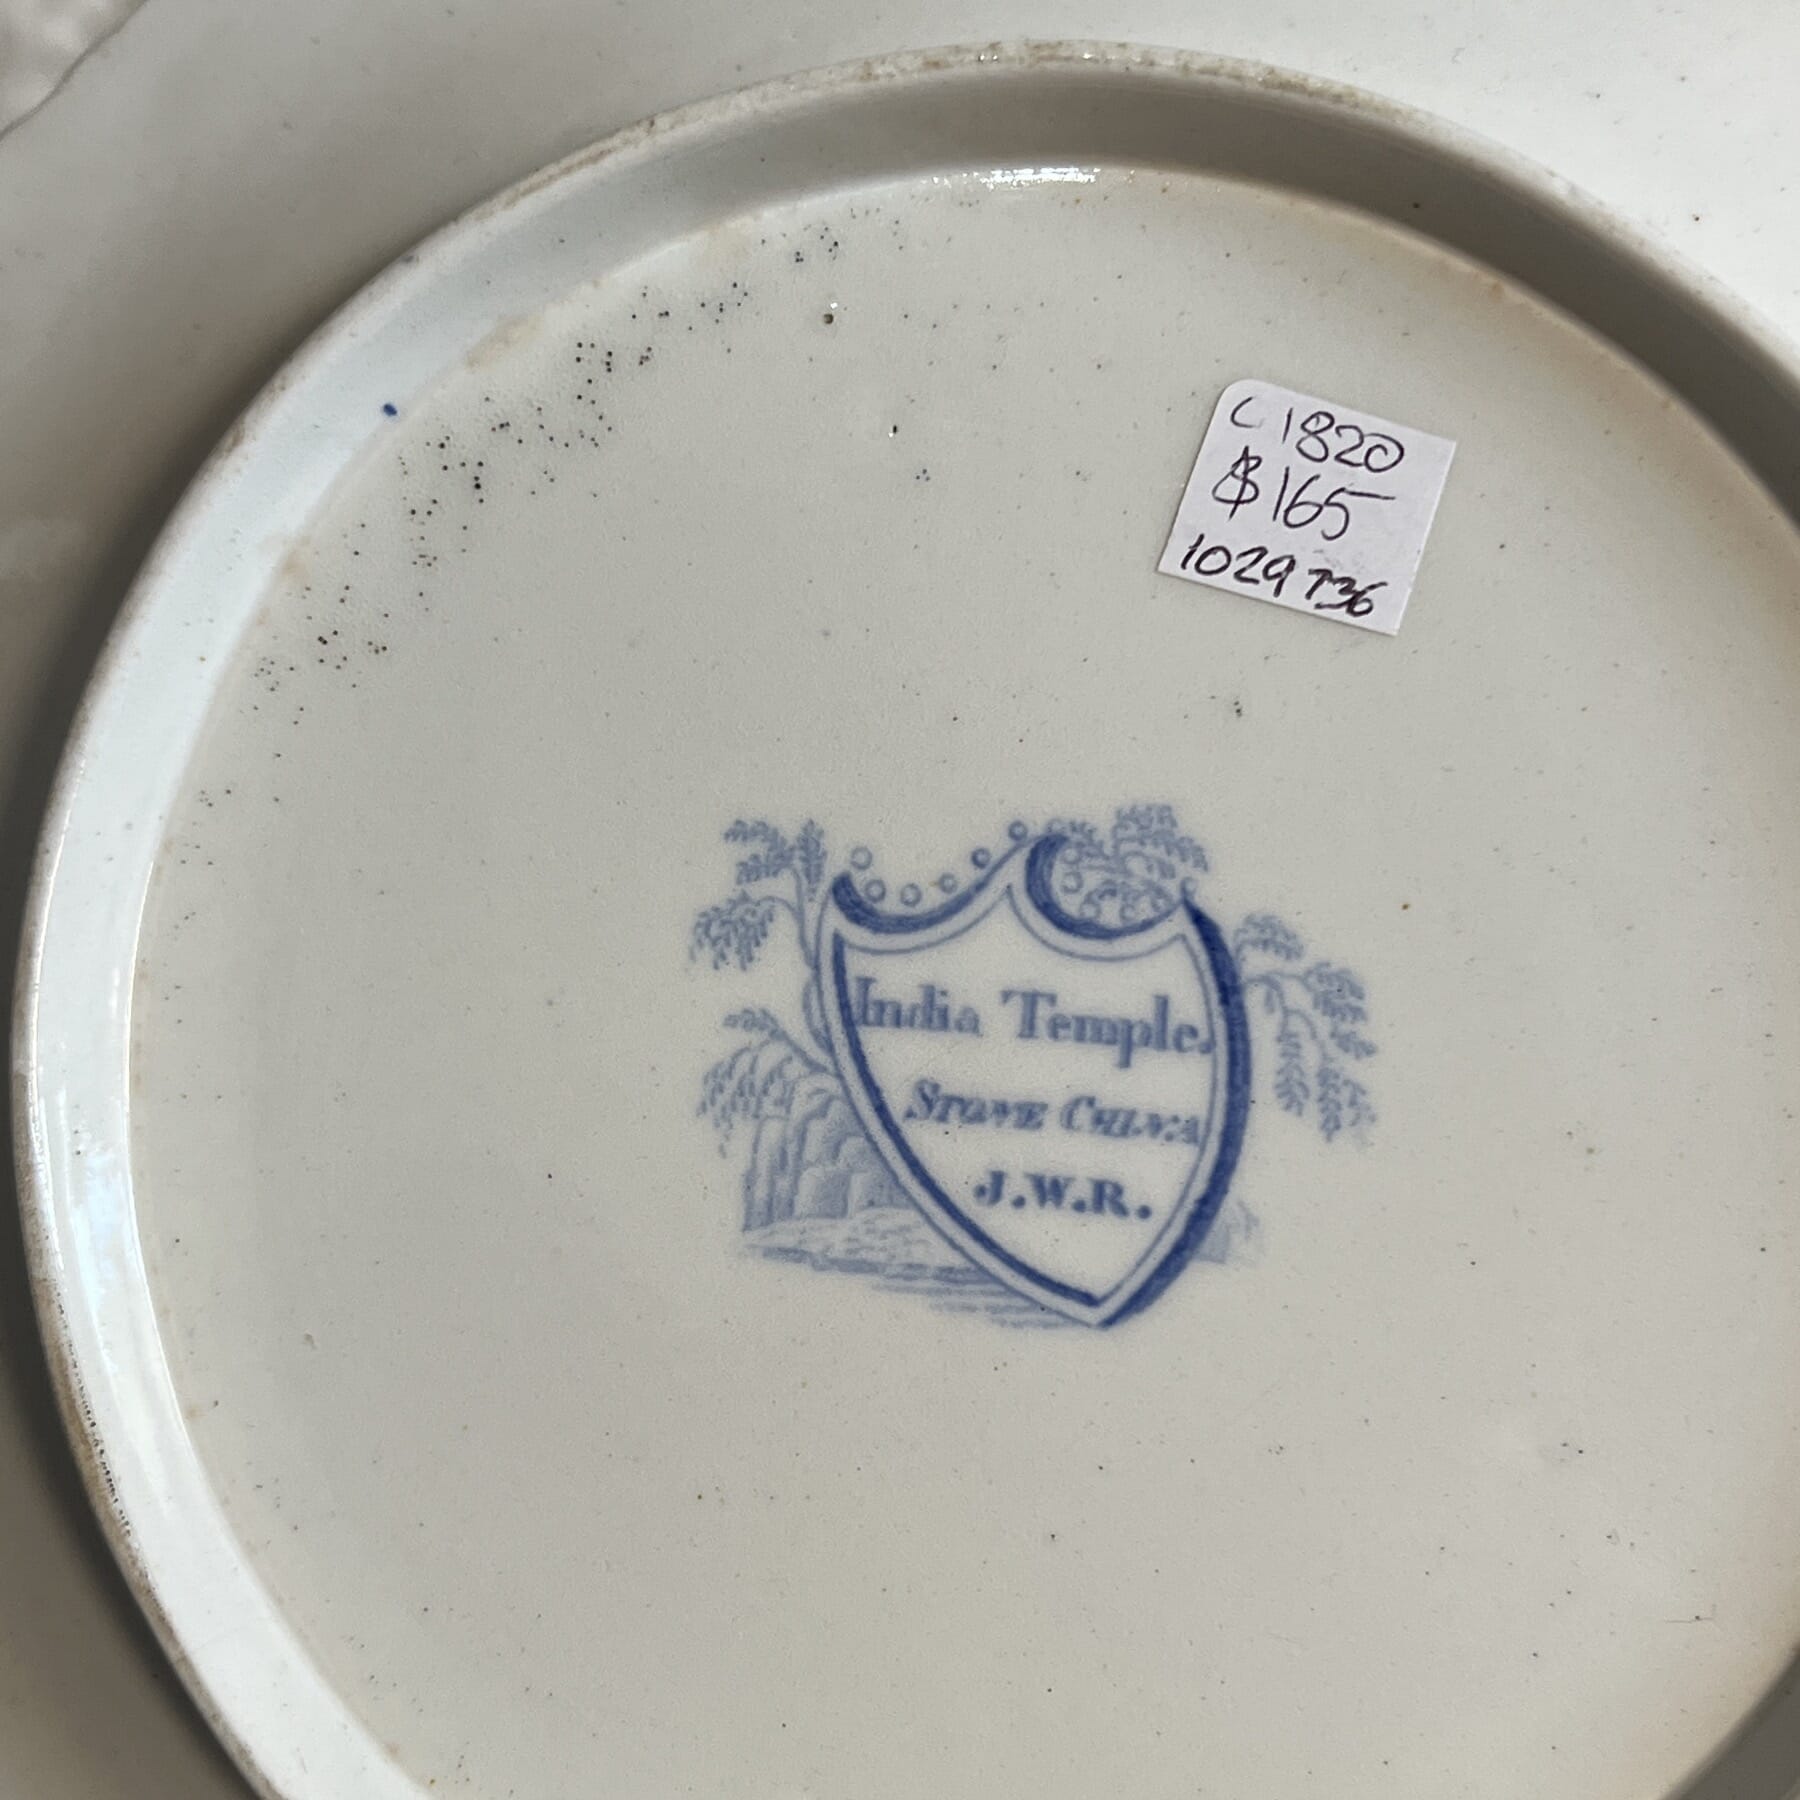 C1820
$165
1029 T36
India Temple.
STONE CHINA
J.W.R.